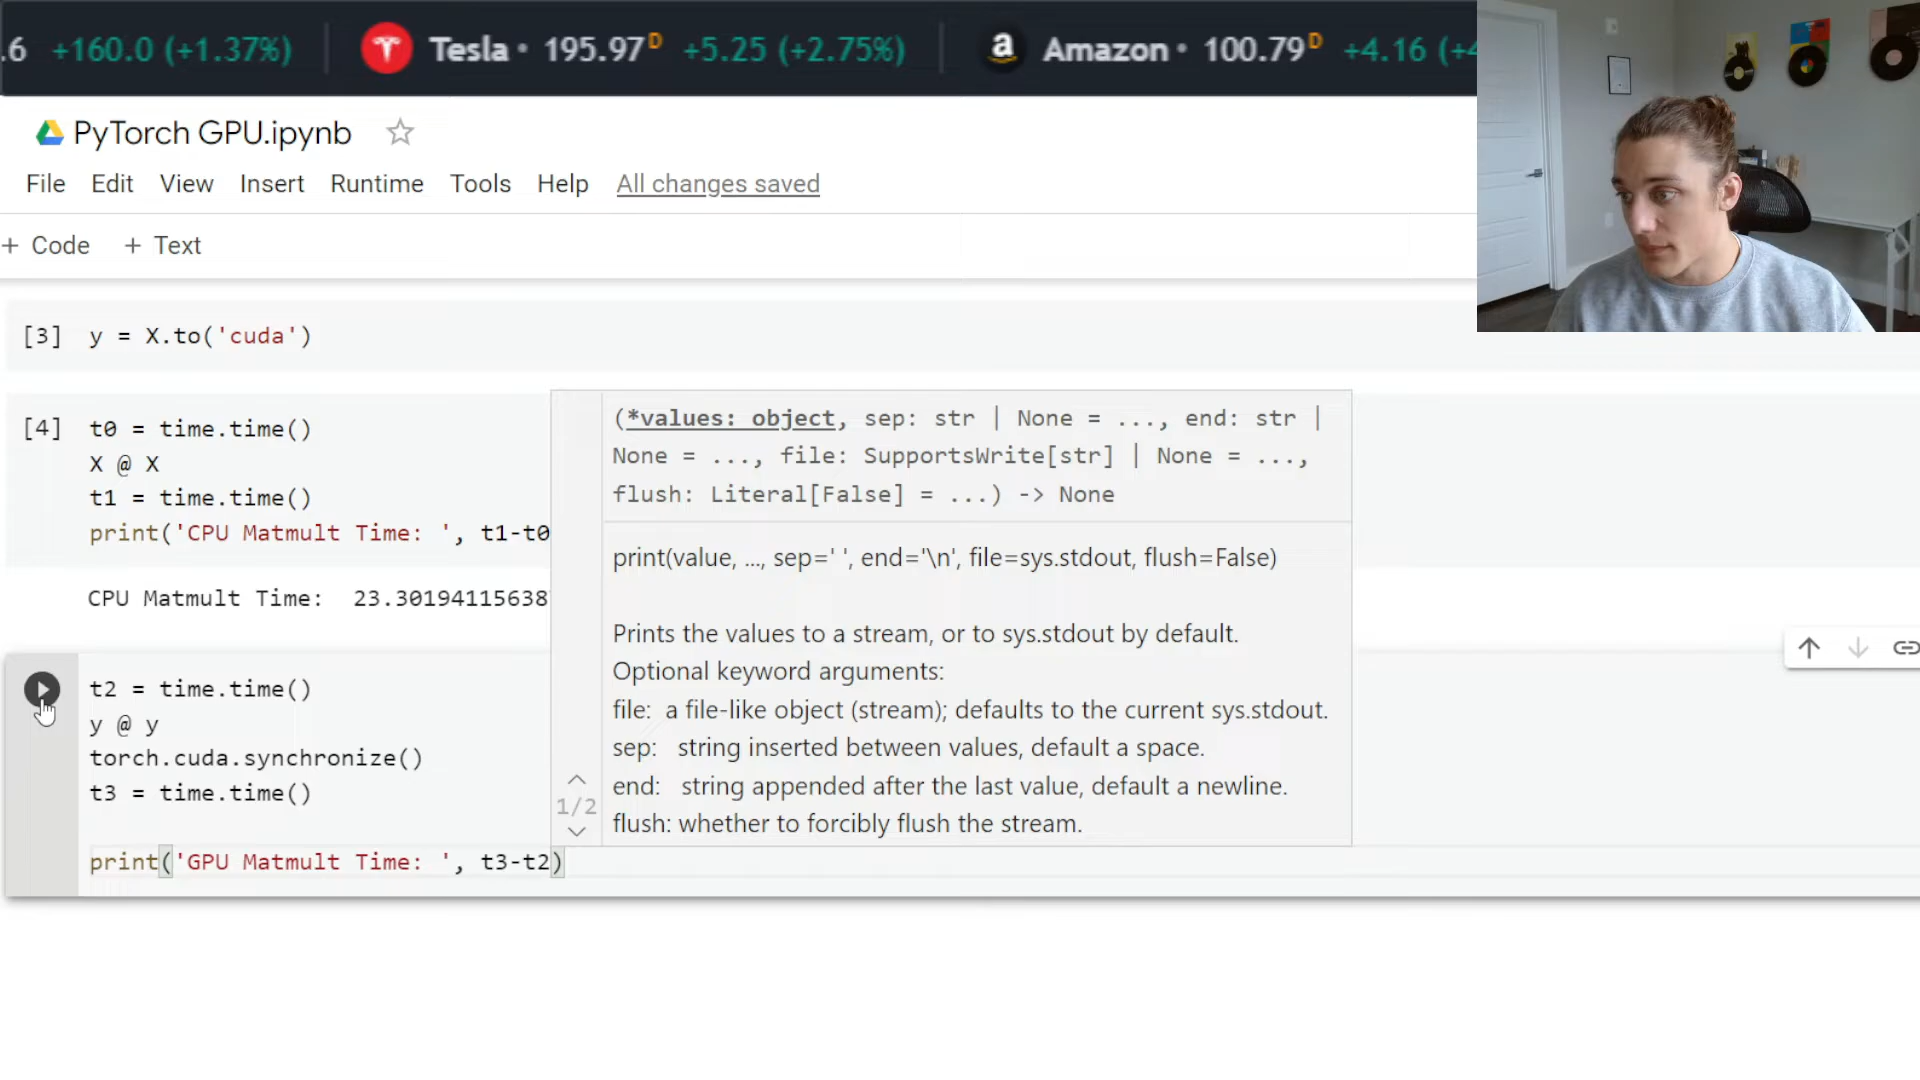 .6 +160.0 (+1.37%) Tesla • 195.97 D +5.25 (+2.75%) a Amazon • 100.79 D +4.16 (+4
PyTorch GPU.ipynb
File Edit View Insert Runtime Tools Help All changes saved
+ Code + Text
[3] y = X.to('cuda')
[4] t0 = time.time()
X @ X
t1 = time.time()
print('CPU Matmult Time: ', t1-t0
CPU Matmult Time: 23.30194115638
(*values: object, sep: str | None = ..., end: str |
None = ..., file: SupportsWrite[str] | None = ...,
flush: Literal[False] = ...) -> None
print(value, ..., sep=' ', end='\n', file=sys.stdout, flush=False)
Prints the values to a stream, or to sys.stdout by default.
Optional keyword arguments:
file: a file-like object (stream); defaults to the current sys.stdout.
sep: string inserted between values, default a space.
end: string appended after the last value, default a newline.
flush: whether to forcibly flush the stream.
1/2
t2 = time.time()
y @ y
torch.cuda.synchronize()
t3 = time.time()
print('GPU Matmult Time: ', t3-t2)